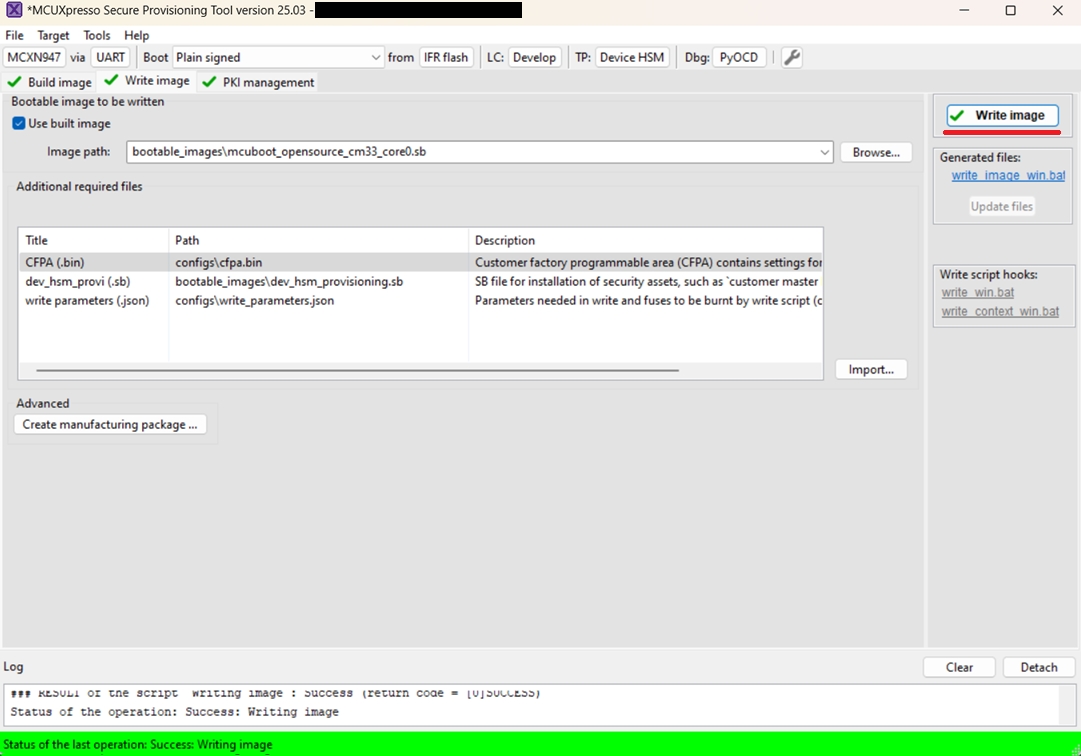 *MCUXpresso Secure Provisioning Tool version 25.03 -
File Target Tools Help
MCXN947 via UART Boot Plain signed from IFR flash LC: Develop TP: Device HSM Dbg: PyOCD
Build image Write image PKI management
Bootable image to be written
Use built image
Image path: bootable_images\mcuboot_opensource_cm33_core0.sb Browse...
Additional required files
Title Path Description
CFPA (.bin) configs\cfpa.bin Customer factory programmable area (CFPA) contains settings for
dev_hsm_provi (.sb) bootable_images\dev_hsm_provisioning.sb SB file for installation of security assets, such as `customer master
write parameters (.json) configs\write_parameters.json Parameters needed in write and fuses to be burnt by write script (c
Import...
Advanced
Create manufacturing package ...
Write image
Generated files:
write_image_win.bat
Update files
Write script hooks:
write_win.bat
write_context_win.bat
Log
Clear Detach
### RESULT of the script Writing image : Success (return code = [0]SUCCESS)
Status of the operation: Success: Writing image
Status of the last operation: Success: Writing image